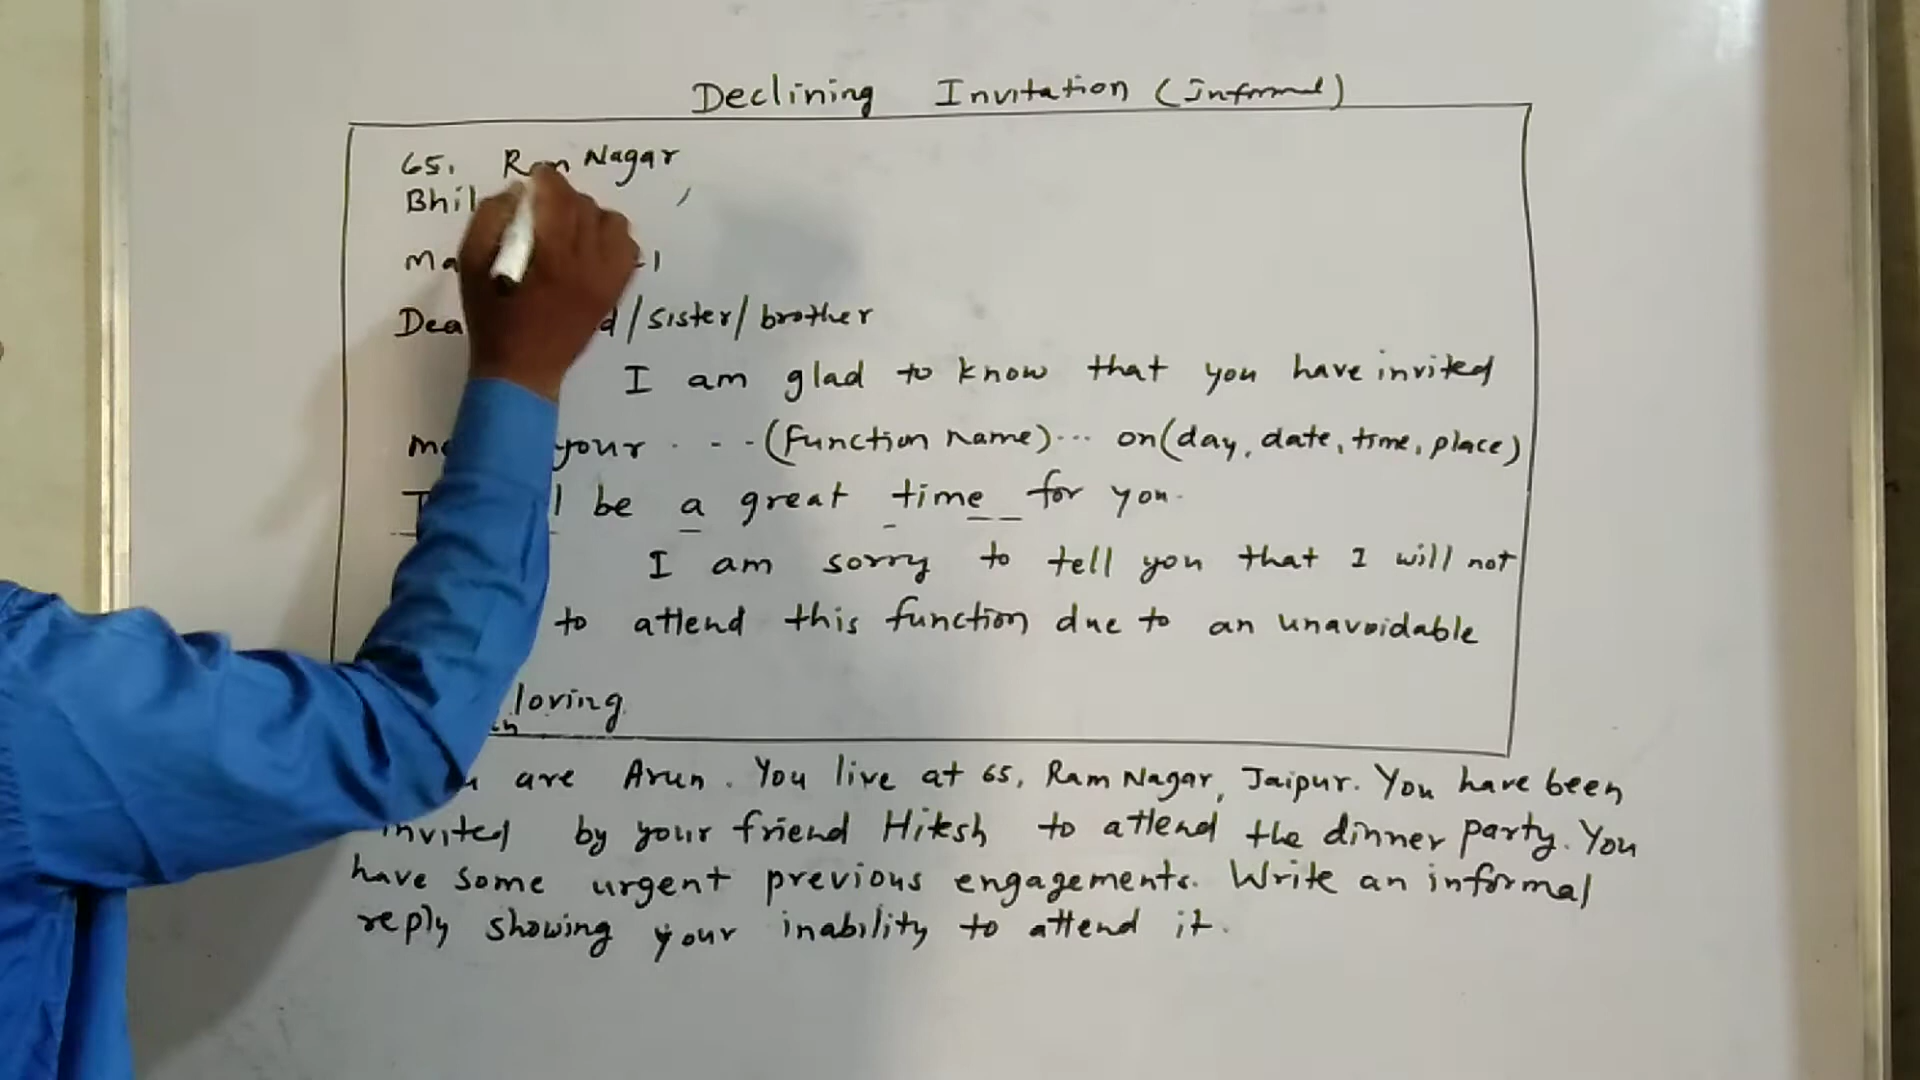 Declining Invitation (Informal)
65, Ram Nagar
Bhil
Ma
Dea /sister/brother
I am glad to know that you have invited
your . - - (function name)... on(day, date, time, place)
be a great time for you.
I am sorry to tell you that I will not
to attend this function due to an unavoidable
loving
are Arun. You live at 65, Ram Nagar, Jaipur. You have been
invited by your friend Hitesh to attend the dinner party. You
have some urgent previous engagements. Write an informal
reply showing your inability to attend it.